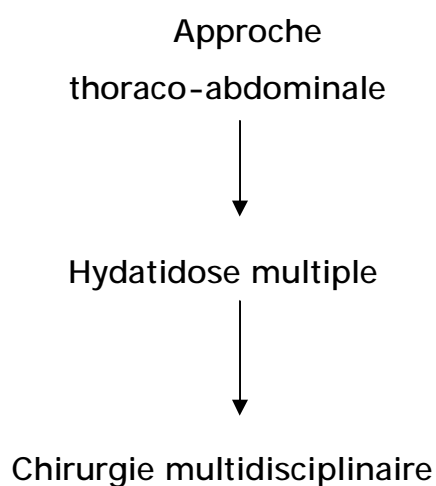 Approche
thoraco-abdominale
Hydatidose multiple
Chirurgie multidisciplinaire